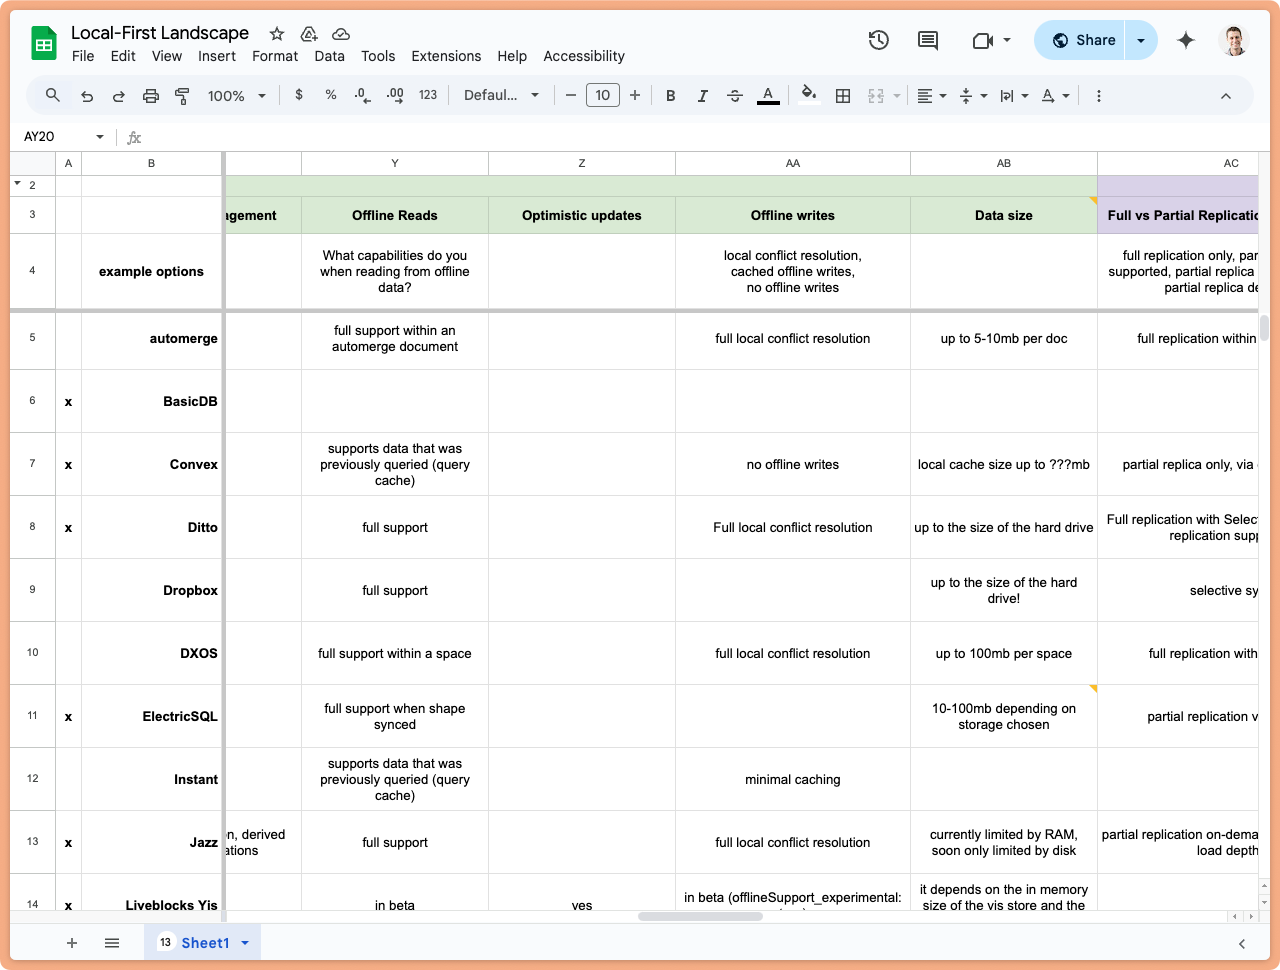 Local-First Landscape
File Edit View Insert Format Data Tools Extensions Help Accessibility
Share
100% $ % .0 .00 123 Defaul... 10 B I A
AY20 fx
A B Y Z AA AB AC
2
3 agement Offline Reads Optimistic updates Offline writes Data size Full vs Partial Replicatio
4 example options
What capabilities do you
when reading from offline
data?
local conflict resolution,
cached offline writes,
no offline writes
full replication only, par
supported, partial replica
partial replica de
5 automerge
full support within an
automerge document
full local conflict resolution
up to 5-10mb per doc
full replication within
6 x BasicDB
7 x Convex
supports data that was
previously queried (query
cache)
no offline writes
local cache size up to ???mb
partial replica only, via
8 x Ditto
full support
Full local conflict resolution
up to the size of the hard drive
Full replication with Select
replication supp
9 Dropbox
full support
up to the size of the hard
drive!
selective sy
10 DXOS
full support within a space
full local conflict resolution
up to 100mb per space
full replication with
11 x ElectricSQL
full support when shape
synced
10-100mb depending on
storage chosen
partial replication v
12 Instant
supports data that was
previously queried (query
cache)
minimal caching
13 x Jazz
on, derived
ations
full support
full local conflict resolution
currently limited by RAM,
soon only limited by disk
partial replication on-dema
load depth
14 x Liveblocks Yjs
in beta
yes
in beta (offlineSupport_experimental:
it depends on the in memory
size of the yjs store and the
13 Sheet1